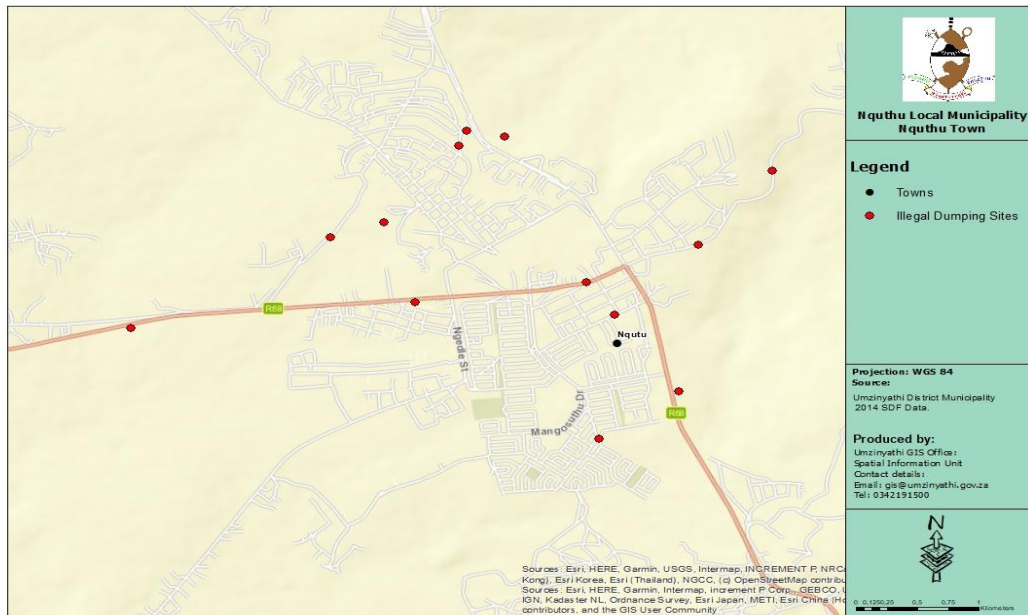 Nquthu Local Municipality
Nquthu Town
Legend
Towns
Illegal Dumping Sites
R68
Ngedle St
Nqutu
R68
Mangosuthu Dr
Projection: WGS 84
Source:
Umzinyathi District Municipality
2014 SDF Data.
Produced by:
Umzinyathi GIS Office:
Spatial Information Unit
Contact details:
Email: gis@umzinyathi.gov.za
Tel: 0342191500
N
0 0,1250,25 0,5 0,75 1
Kilometers
Sources: Esri, HERE, Garmin, USGS, Intermap, INCREMENT P, NRCa
Kong), Esri Korea, Esri (Thailand), NGCC, (c) OpenStreetMap contribu
Sources: Esri, HERE, Garmin, Intermap, increment P Corp., GEBCO, U
IGN, Kadaster NL, Ordnance Survey, Esri Japan, METI, Esri China (Ho
contributors, and the GIS User Community